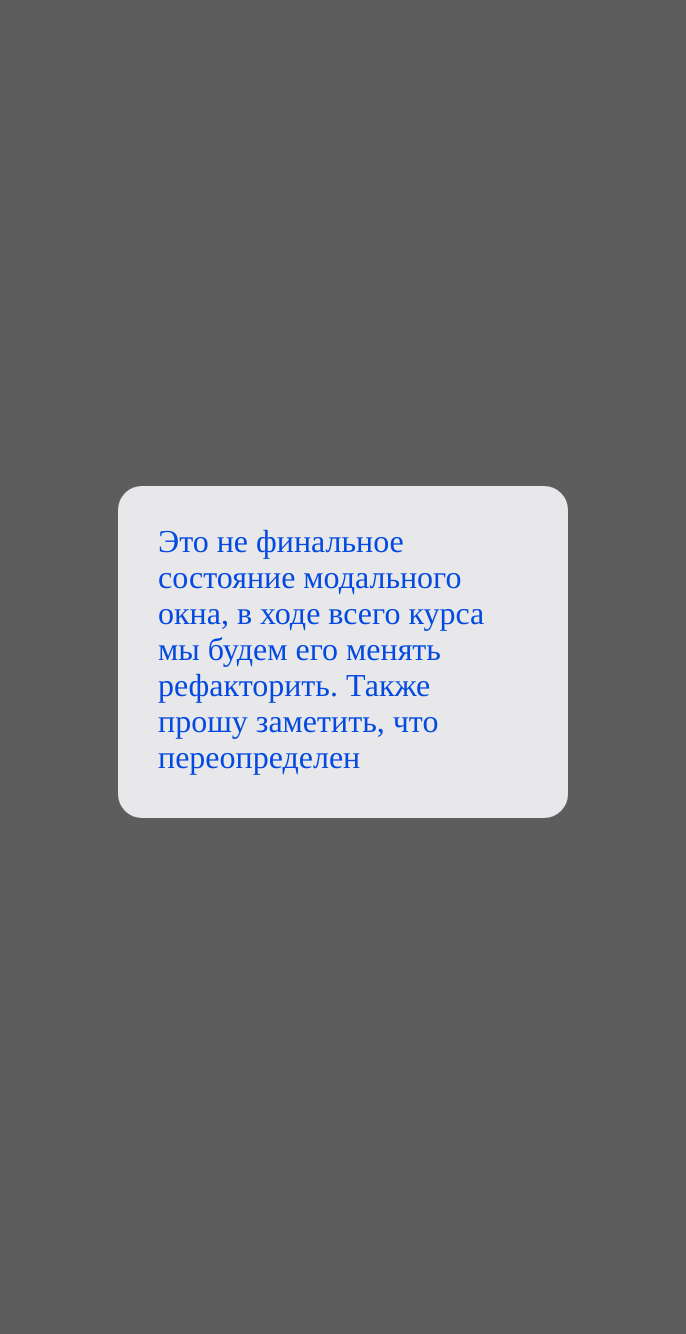 Это не финальное
состояние модального
окна, в ходе всего курса
мы будем его менять
рефакторить. Также
прошу заметить, что
переопределен